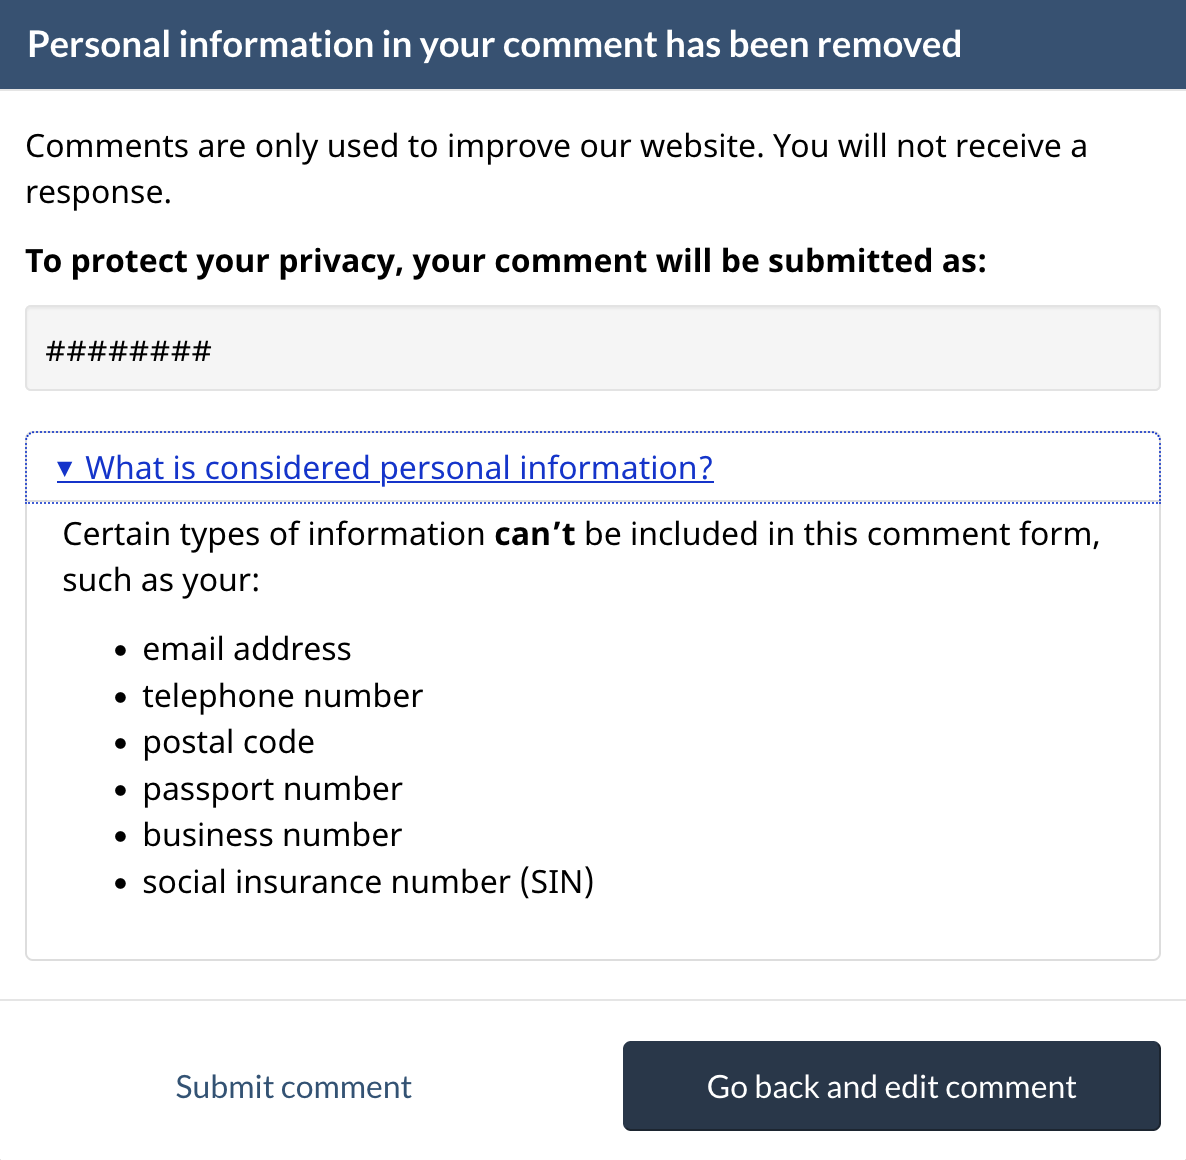 Personal information in your comment has been removed
Comments are only used to improve our website. You will not receive a
response.
To protect your privacy, your comment will be submitted as:
########
▼ What is considered personal information?
Certain types of information can’t be included in this comment form,
such as your:
• email address
• telephone number
• postal code
• passport number
• business number
• social insurance number (SIN)
Submit comment
Go back and edit comment